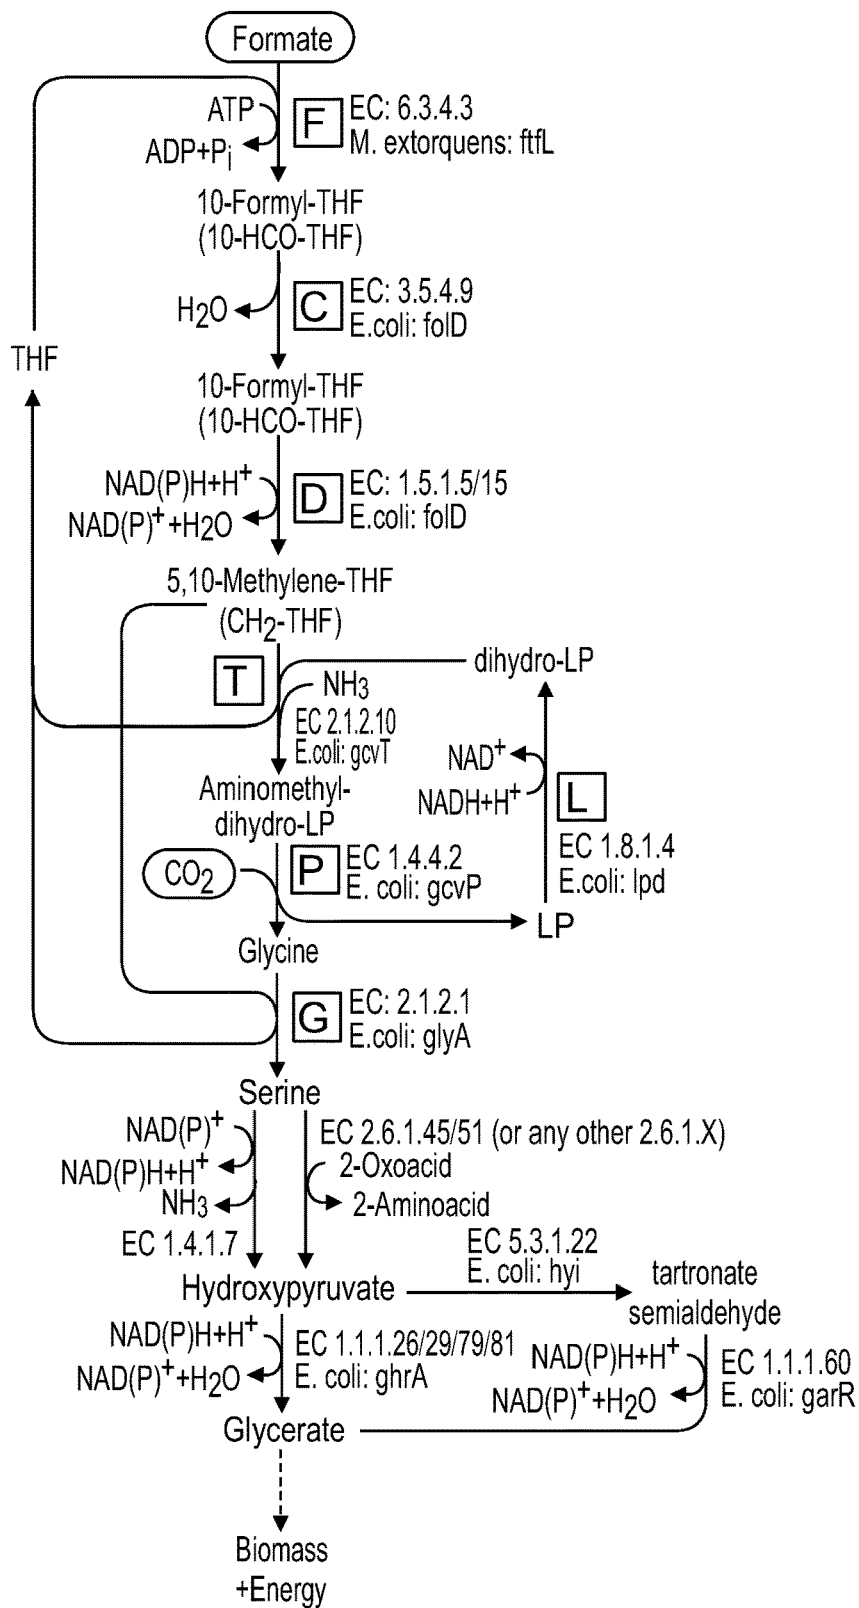 Formate
ATP
ADP+Pi
F
EC: 6.3.4.3
M. extorquens: ftfL
10-Formyl-THF
(10-HCO-THF)
H2O
C
EC: 3.5.4.9
E.coli: folD
THF
10-Formyl-THF
(10-HCO-THF)
NAD(P)H+H+
NAD(P)++H2O
D
EC: 1.5.1.5/15
E.coli: folD
5,10-Methylene-THF
(CH2-THF)
T
dihydro-LP
NH3
EC 2.1.2.10
E.coli: gcvT
NAD+
NADH+H+
L
EC 1.8.1.4
E.coli: lpd
Aminomethyl-
dihydro-LP
CO2
P
EC 1.4.4.2
E. coli: gcvP
LP
Glycine
G
EC: 2.1.2.1
E.coli: glyA
Serine
NAD(P)+
NAD(P)H+H+
NH3
EC 1.4.1.7
EC 2.6.1.45/51 (or any other 2.6.1.X)
2-Oxoacid
2-Aminoacid
Hydroxypyruvate
EC 5.3.1.22
E. coli: hyi
tartronate
semialdehyde
NAD(P)H+H+
NAD(P)++H2O
EC 1.1.1.26/29/79/81
E. coli: ghrA
NAD(P)H+H+
NAD(P)++H2O
EC 1.1.1.60
E. coli: garR
Glycerate
Biomass
+Energy